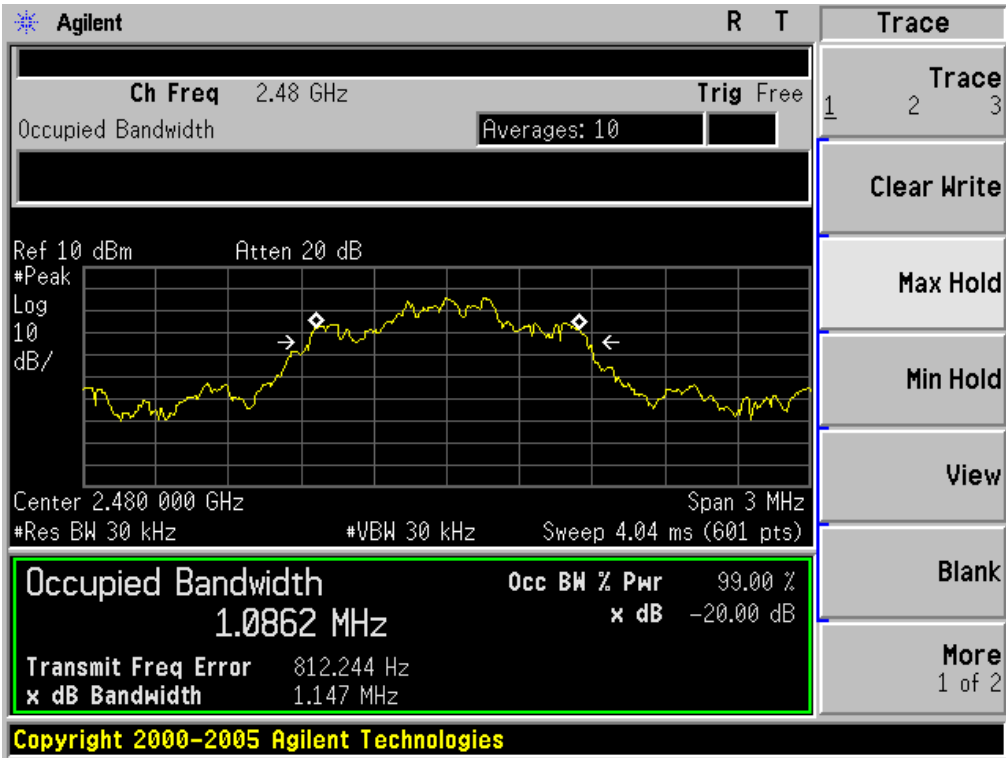 Agilent
R T
Trace
Ch Freq 2.48 GHz
Trig Free
Occupied Bandwidth
Averages: 10
Trace
1 2 3
Clear Write
Max Hold
Min Hold
View
Blank
More
1 of 2
Ref 10 dBm
Atten 20 dB
#Peak
Log
10
dB/
Center 2.480 000 GHz
Span 3 MHz
#Res BW 30 kHz
#VBW 30 kHz
Sweep 4.04 ms (601 pts)
Occupied Bandwidth
1.0862 MHz
Occ BW % Pwr 99.00 %
x dB -20.00 dB
Transmit Freq Error 812.244 Hz
x dB Bandwidth 1.147 MHz
Copyright 2000-2005 Agilent Technologies